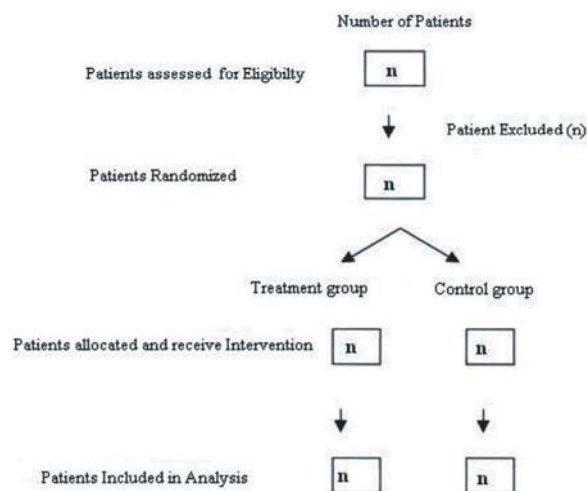 Number of Patients
Patients assessed for Eligibilty
n
Patient Excluded (n)
Patients Randomized
n
Treatment group
Control group
Patients allocated and receive Intervention
n
n
Patients Included in Analysis
n
n